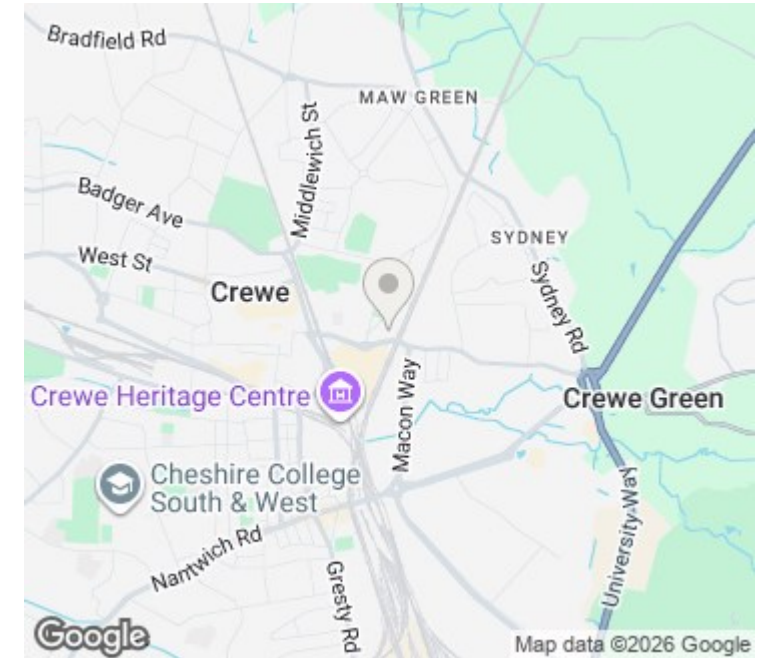 Bradfield Rd
MAW GREEN
Middlewich St
Badger Ave
SYDNEY
West St
Sydney Rd
Crewe
Macon Way
Crewe Heritage Centre
Crewe Green
Cheshire College
South & West
University Way
Nantwich Rd
Gresty Rd
Google
Map data ©2026 Google